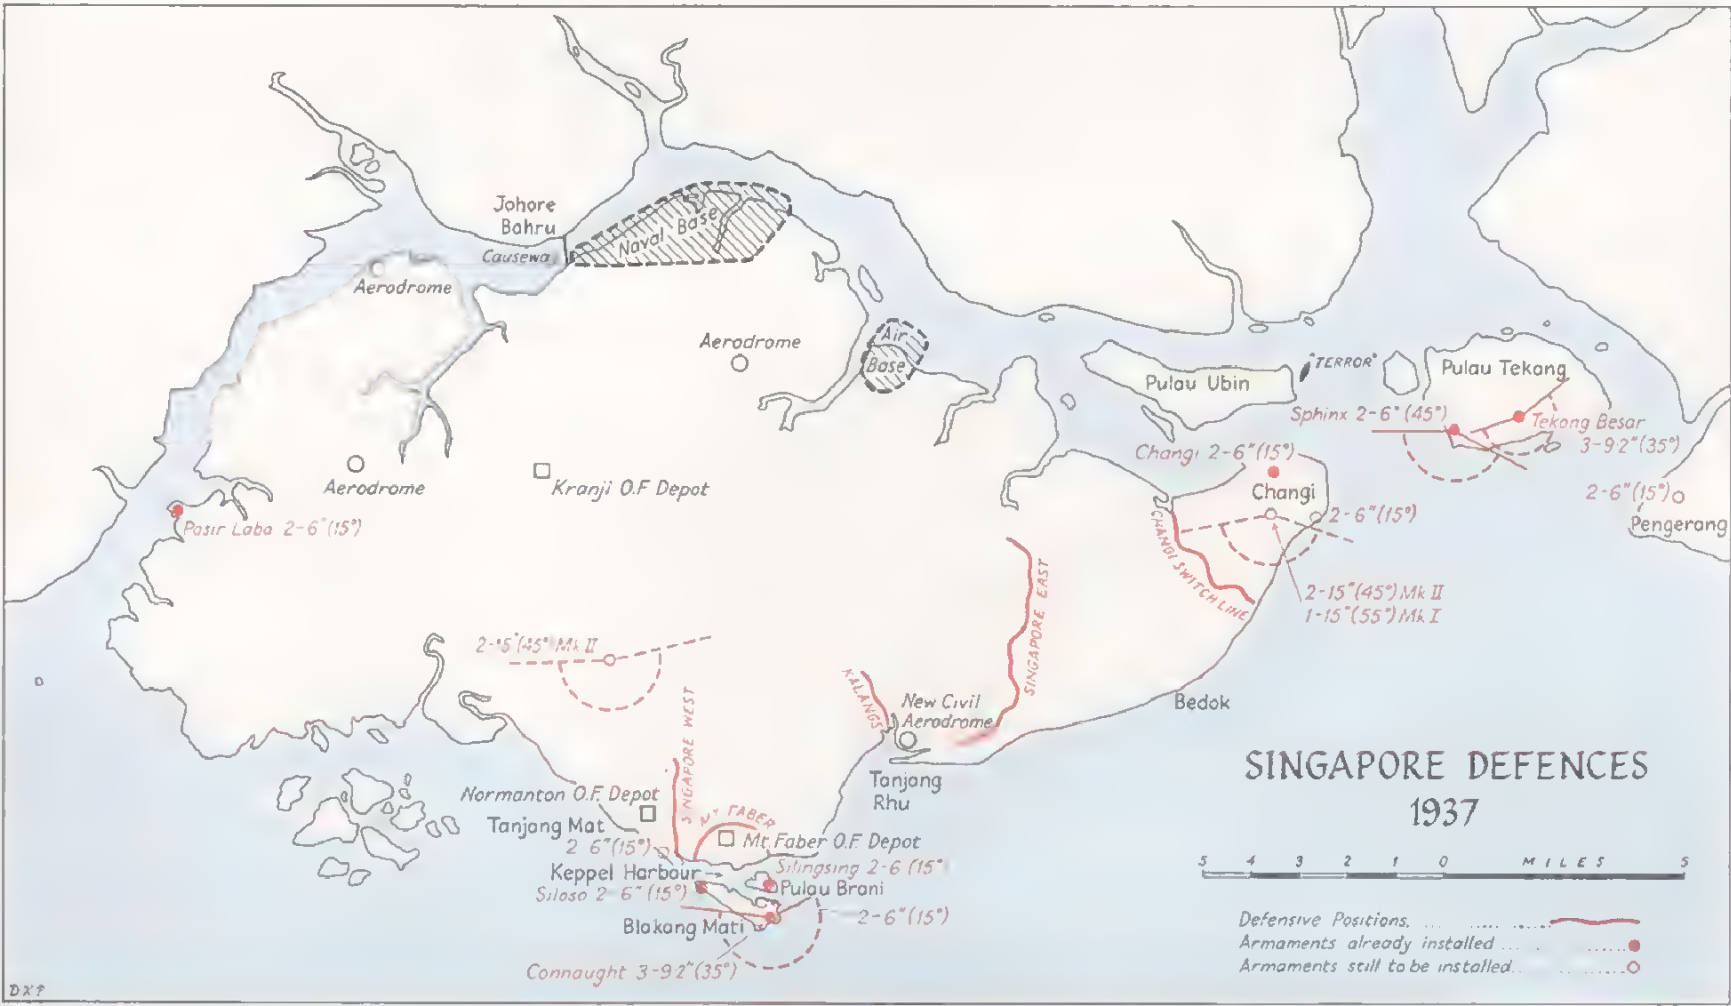 Johore
Bahru
Causewa
Naval Base
Aerodrome
Aerodrome
Air
Base
Pulau Ubin
"TERROR"
Pulau Tekong
Sphinx 2-6"(45°)
Tekong Besar
3-9·2"(35°)
Changi 2-6"(15°)
Changi
2-6"(15°)
2-6"(15°)
Pengerang
Aerodrome
Kranji O.F Depot
Pasir Laba 2-6"(15°)
CHANGI SWITCH LINE
2-15"(45°) Mk II
1-15"(55°) Mk I
SINGAPORE EAST
2-15"(45°) Mk II
KALANGS
New Civil
Aerodrome
Bedok
SINGAPORE WEST
Tanjang
Rhu
SINGAPORE DEFENCES
1937
Normanton O.F. Depot
Tanjang Mat
2 6"(15°)
MT FABER
Mt. Faber O.F. Depot
Keppel Harbour
Silingsing 2-6 (15°
Siloso 2-6"(15°)
Pulau Brani
2-6"(15°)
Blakang Mati
Connaught 3-9·2"(35°)
5 4 3 2 1 0 MILES 5
Defensive Positions.
Armaments already installed
Armaments still to be installed